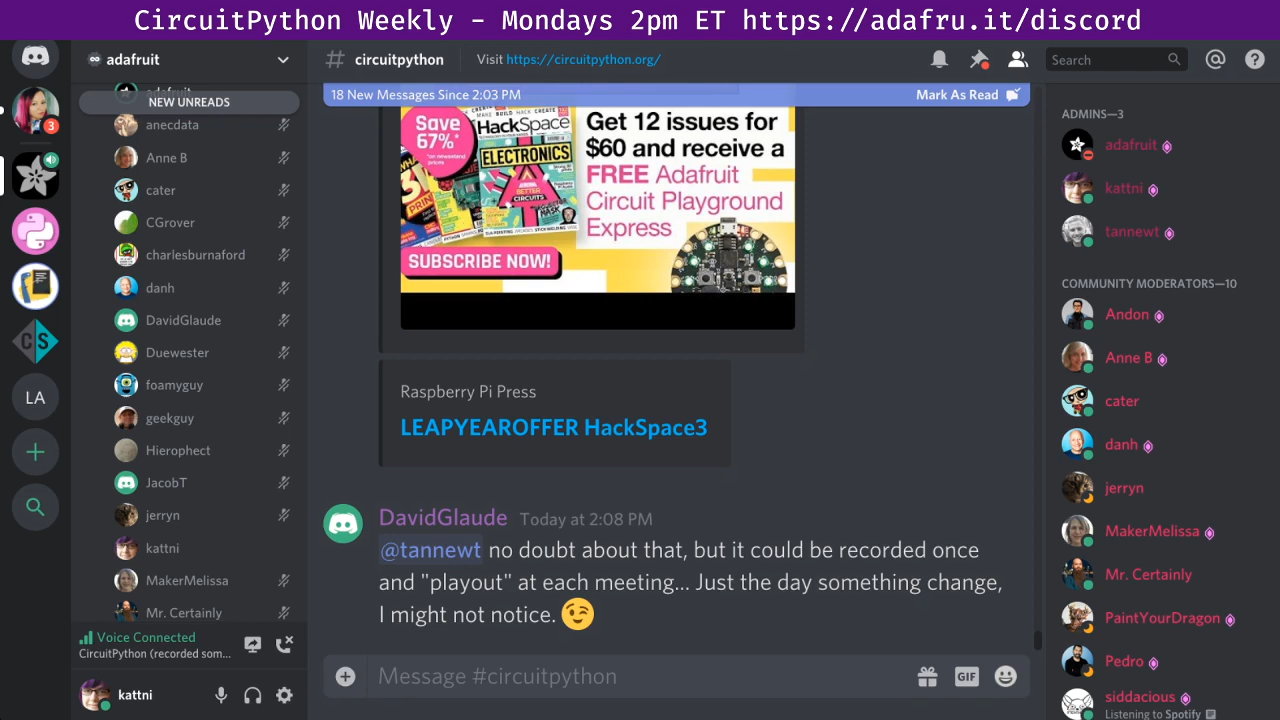 CircuitPython Weekly - Mondays 2pm ET https://adafru.it/discord
adafruit
# circuitpython
Visit https://circuitpython.org/
Search
NEW UNREADS
adafruit
anecdata
Anne B
cater
CGrover
charlesburnaford
danh
DavidGlaude
Duewester
foamyguy
geekguy
Hierophect
JacobT
jerryn
kattni
MakerMelissa
Mr. Certainly
Voice Connected
CircuitPython (recorded som...
kattni
3
LA
18 New Messages Since 2:03 PM
Mark As Read
Save
67%*
HackSpace
ELECTRONICS
BETTER
CIRCUITS
SUBSCRIBE NOW!
Get 12 issues for
$60 and receive a
FREE Adafruit
Circuit Playground
Express
Raspberry Pi Press
LEAPYEAROFFER HackSpace3
DavidGlaude Today at 2:08 PM
@tannewt no doubt about that, but it could be recorded once
and "playout" at each meeting... Just the day something change,
I might not notice.
Message #circuitpython
GIF
ADMINS—3
adafruit
kattni
tannewt
COMMUNITY MODERATORS—10
Andon
Anne B
cater
danh
jerryn
MakerMelissa
Mr. Certainly
PaintYourDragon
Pedro
siddacious
Listening to Spotify